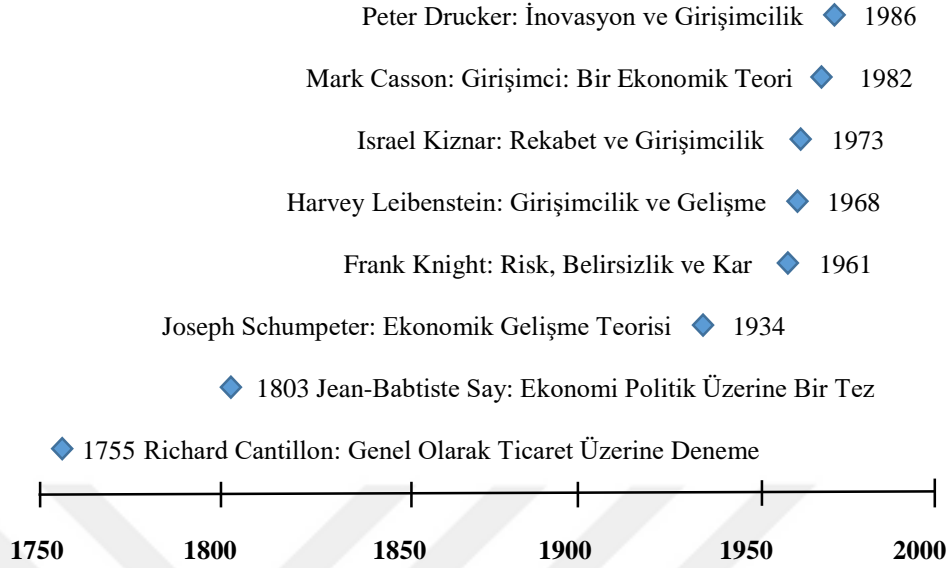 Peter Drucker: İnovasyon ve Girişimcilik 1986
Mark Casson: Girişimci: Bir Ekonomik Teori 1982
Israel Kiznar: Rekabet ve Girişimcilik 1973
Harvey Leibenstein: Girişimcilik ve Gelişme 1968
Frank Knight: Risk, Belirsizlik ve Kar 1961
Joseph Schumpeter: Ekonomik Gelişme Teorisi 1934
1803 Jean-Babtiste Say: Ekonomi Politik Üzerine Bir Tez
1755 Richard Cantillon: Genel Olarak Ticaret Üzerine Deneme
1750 1800 1850 1900 1950 2000